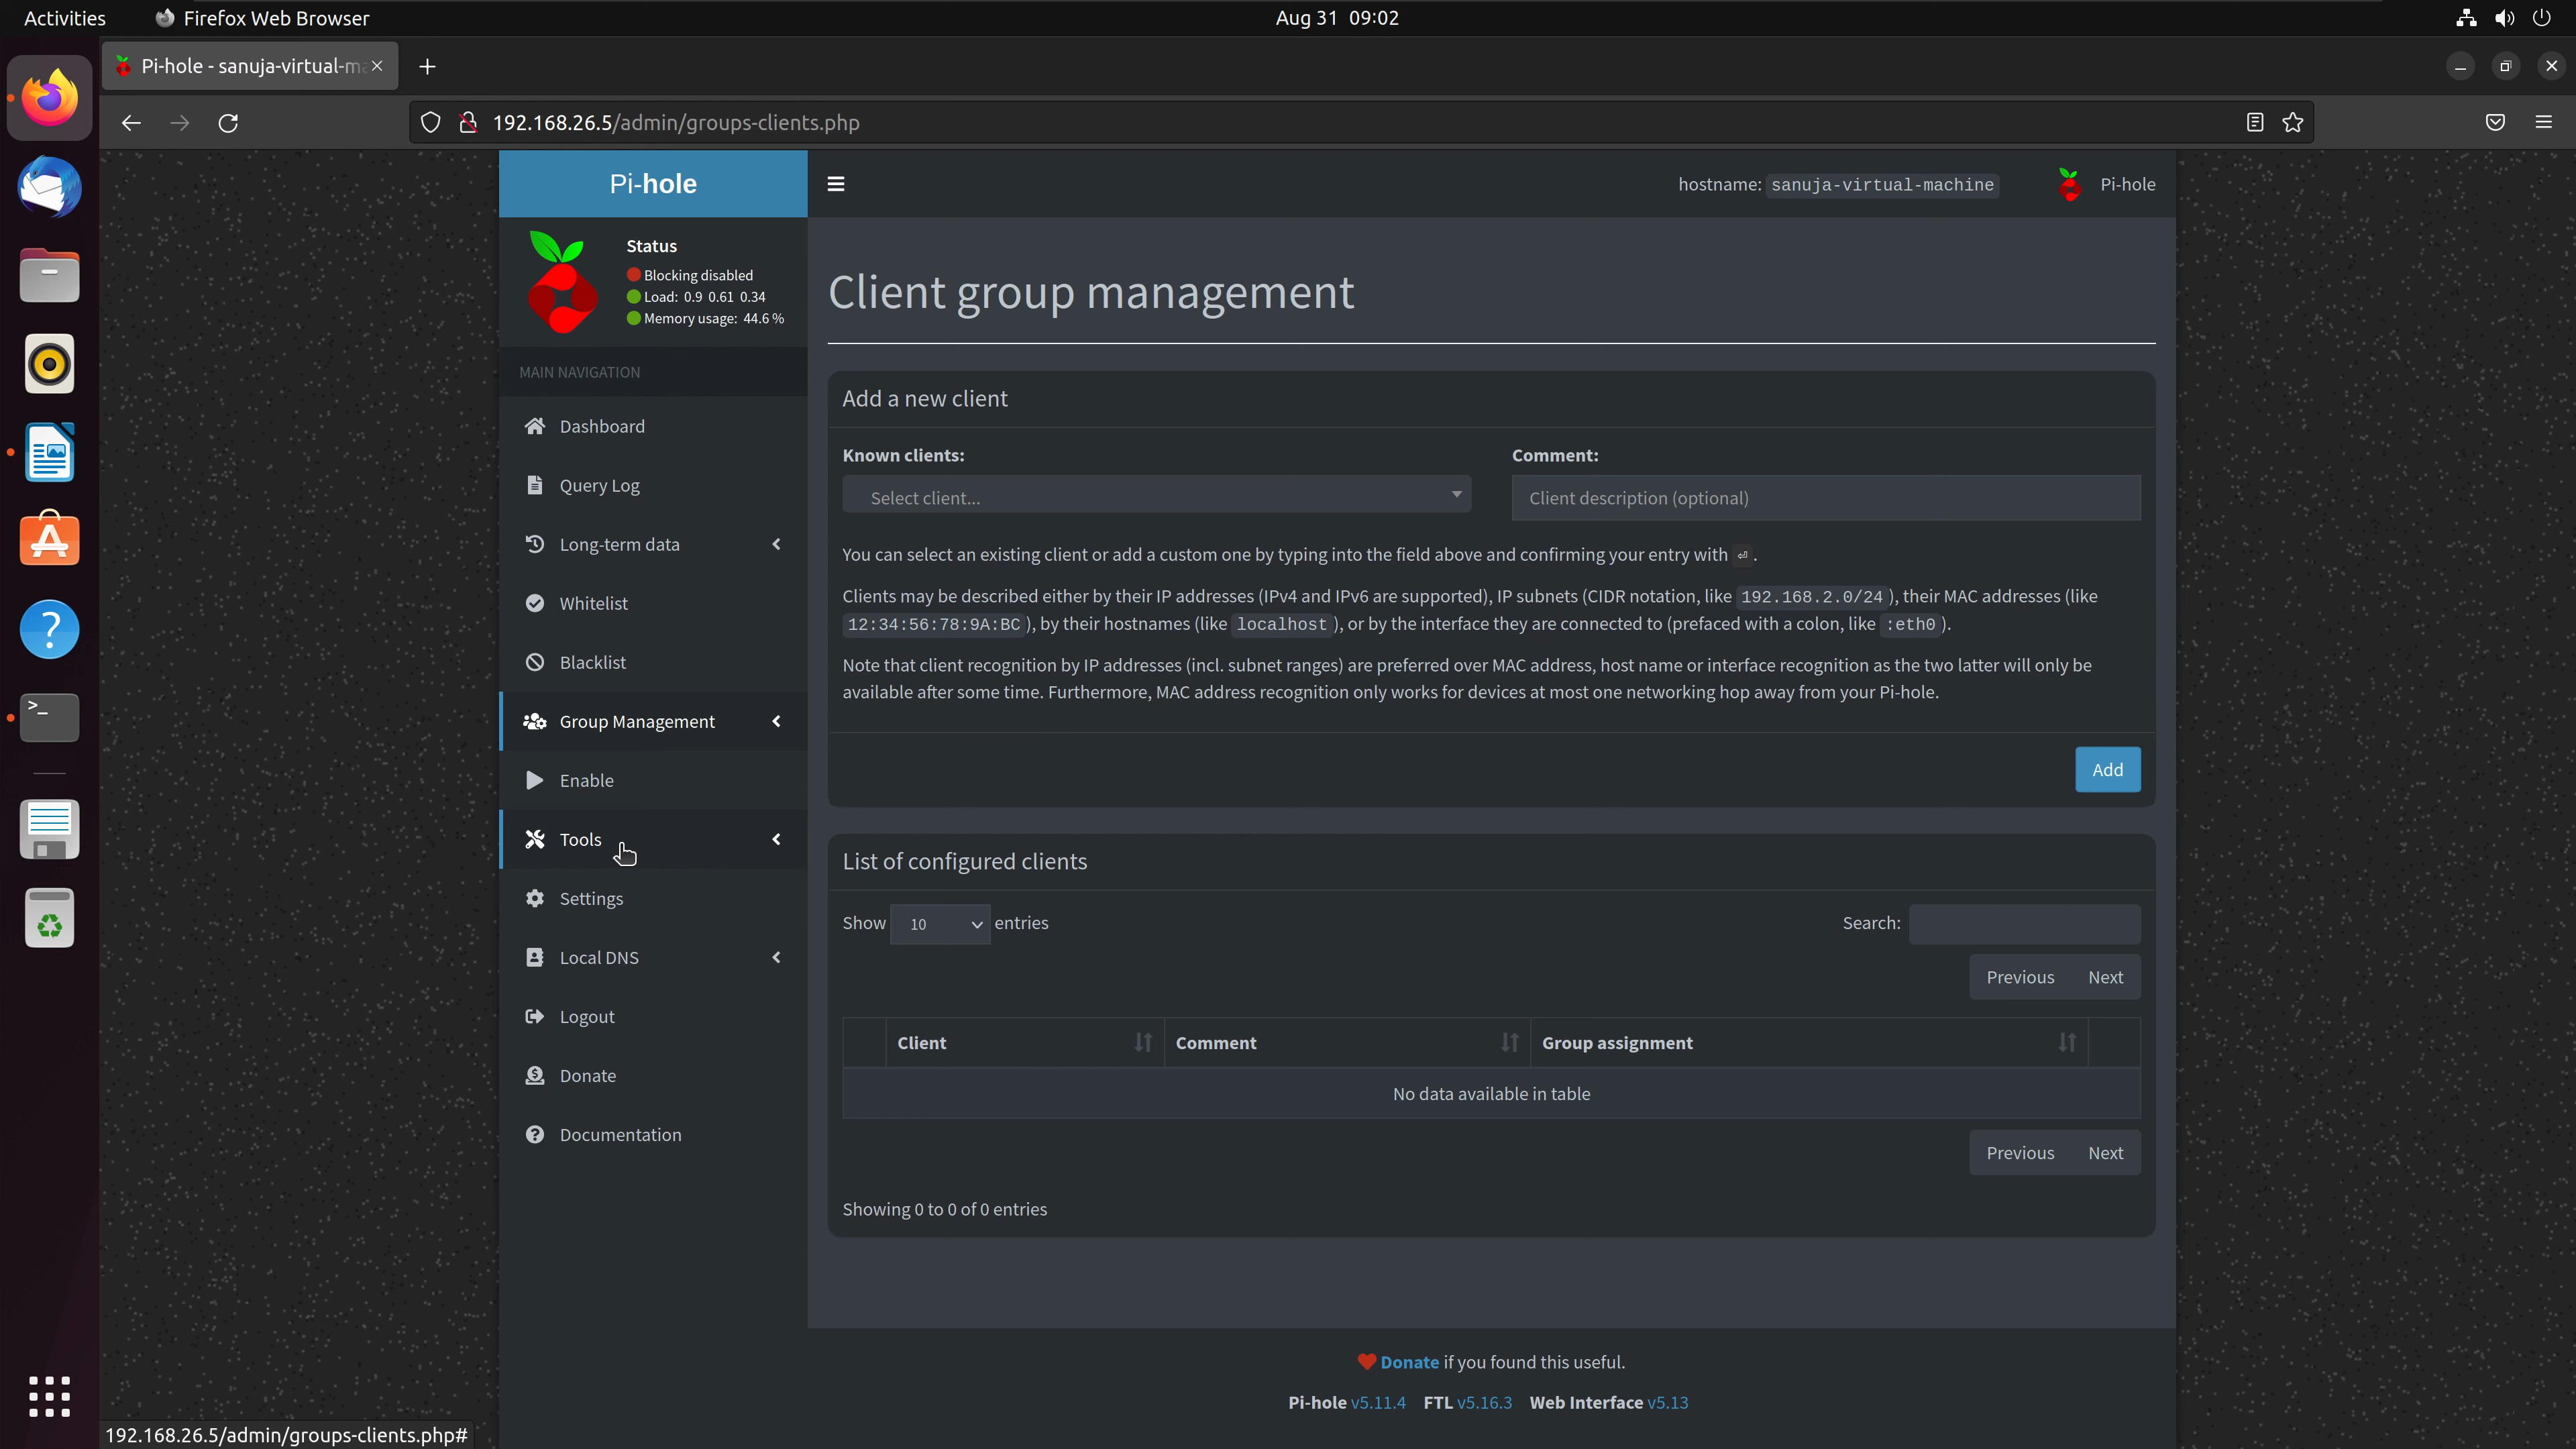 Activities
Firefox Web Browser
Aug 31 09:02
Pi-hole - sanuja-virtual-ma
192.168.26.5/admin/groups-clients.php
Pi-hole
hostname: sanuja-virtual-machine
Pi-hole
Status
Blocking disabled
Load: 0.9 0.61 0.34
Memory usage: 44.6 %
MAIN NAVIGATION
Dashboard
Query Log
Long-term data
Whitelist
Blacklist
Group Management
Enable
Tools
Settings
Local DNS
Logout
Donate
Documentation
Client group management
Add a new client
Known clients:
Comment:
Select client...
Client description (optional)
You can select an existing client or add a custom one by typing into the field above and confirming your entry with ⏎.
Clients may be described either by their IP addresses (IPv4 and IPv6 are supported), IP subnets (CIDR notation, like 192.168.2.0/24), their MAC addresses (like
12:34:56:78:9A:BC), by their hostnames (like localhost), or by the interface they are connected to (prefaced with a colon, like :eth0).
Note that client recognition by IP addresses (incl. subnet ranges) are preferred over MAC address, host name or interface recognition as the two latter will only be
available after some time. Furthermore, MAC address recognition only works for devices at most one networking hop away from your Pi-hole.
Add
List of configured clients
Show 10 entries
Search:
Previous Next
Client Comment Group assignment
No data available in table
Previous Next
Showing 0 to 0 of 0 entries
Donate if you found this useful.
Pi-hole v5.11.4 FTL v5.16.3 Web Interface v5.13
192.168.26.5/admin/groups-clients.php#